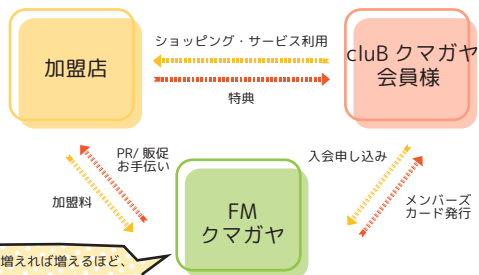 ショッピング・サービス利用
加盟店
cluB クマガヤ
会員様
特典
PR/ 販促
お手伝い
入会申し込み
加盟料
メンバーズ
カード発行
FM
クマガヤ
増えれば増えるほど、